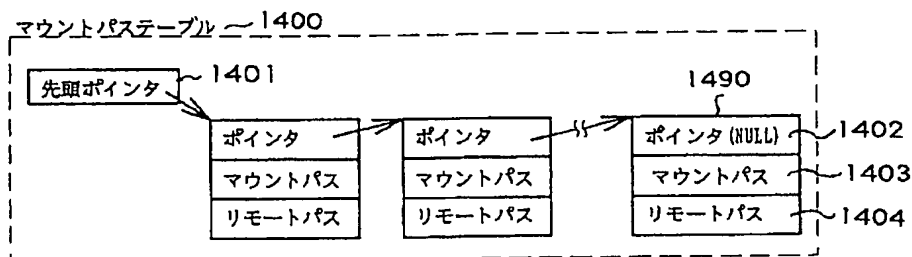 マウントパステーブル 1400
先頭ポインタ 1401
1490
ポインタ ポインタ ポインタ(NULL) 1402
マウントパス マウントパス マウントパス 1403
リモートパス リモートパス リモートパス 1404